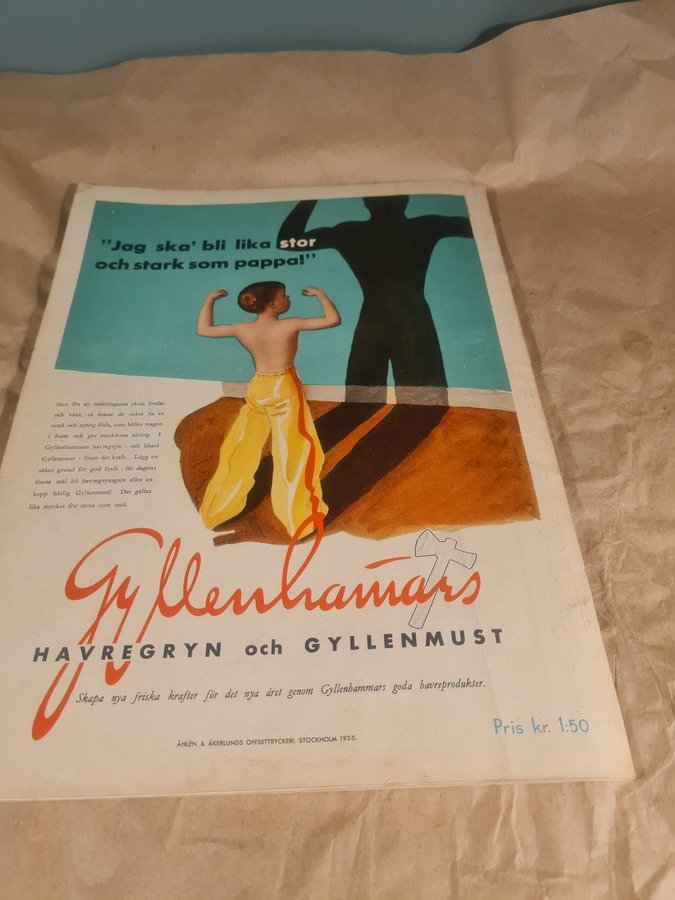 "Jag ska' bli lika stor
och stark som pappa!"
Men för att småttingarna skola frodas
och växa, så måste de också ha en
sund och nyttig föda, som håller magen
i form och ger musklerna näring. I
Gyllenhammars havregryn - och likaså
Gyllenmust - finns det kraft. Lägg en
säker grund för god fysik - låt dagens
första mål bli havregrynsgröt eller en
kopp härlig Gyllenmust! Det gäller
lika mycket för stora som små.
Gyllenhammars
HAVREGRYN och GYLLENMUST
Skapa nya friska krafter för det nya året genom Gyllenhammars goda havreprodukter.
ÅHLÉN & ÅKERLUNDS OFFSETTRYCKERI, STOCKHOLM 1935.
Pris kr. 1:50